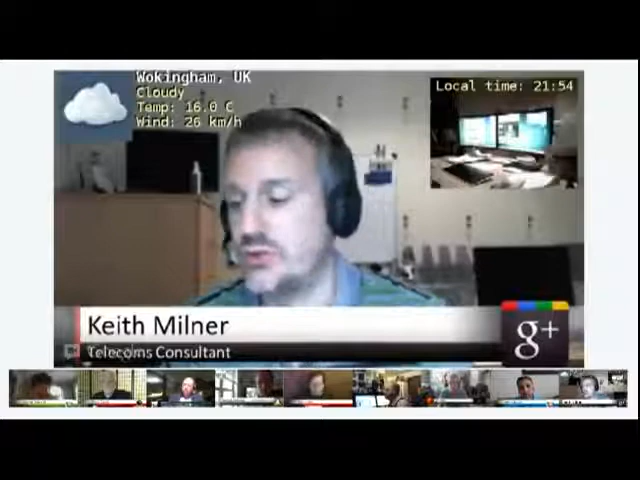 Wokingham, UK
Cloudy
Temp: 16.0 C
Wind: 26 km/h
Local time: 21:54
Keith Milner
Telecoms Consultant
g+